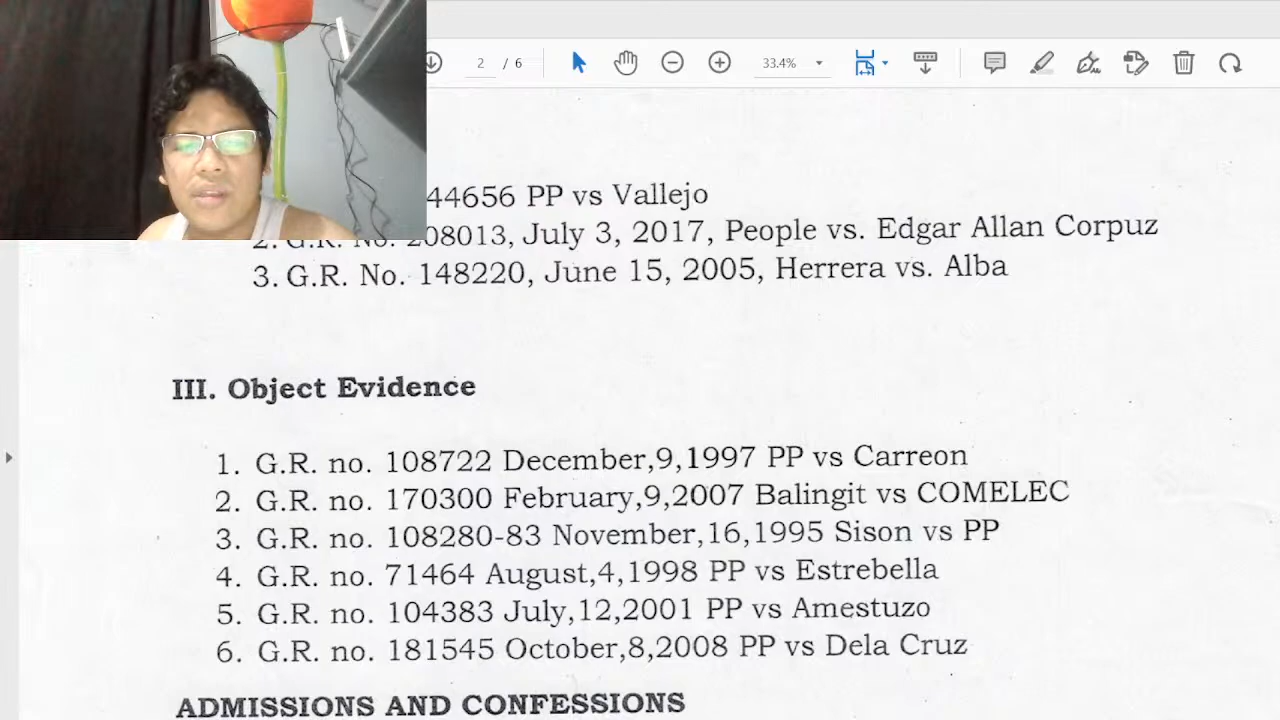 2 / 6 33.4%
44656 PP vs Vallejo
2. G.R. No. 208013, July 3, 2017, People vs. Edgar Allan Corpuz
3. G.R. No. 148220, June 15, 2005, Herrera vs. Alba
III. Object Evidence
1. G.R. no. 108722 December,9,1997 PP vs Carreon
2. G.R. no. 170300 February,9,2007 Balingit vs COMELEC
3. G.R. no. 108280-83 November,16,1995 Sison vs PP
4. G.R. no. 71464 August,4,1998 PP vs Estrebella
5. G.R. no. 104383 July,12,2001 PP vs Amestuzo
6. G.R. no. 181545 October,8,2008 PP vs Dela Cruz
ADMISSIONS AND CONFESSIONS